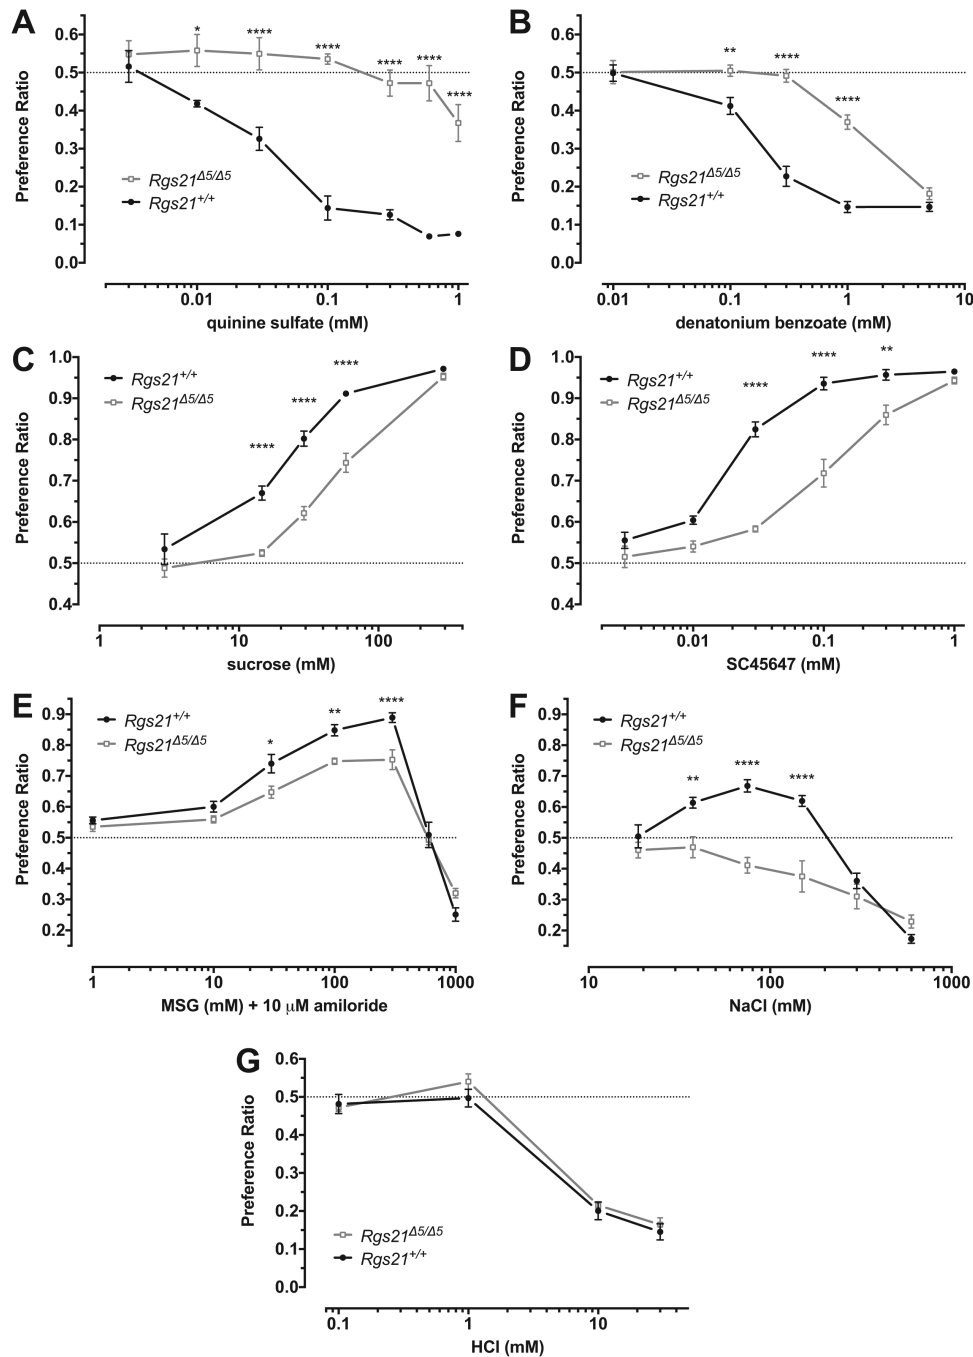 A
Preference Ratio
0.6
0.5
0.4
0.3
0.2
0.1
0.0
* **** **** **** **** ****
Rgs21Δ5/Δ5
Rgs21+/+
0.01 0.1 1
quinine sulfate (mM)
B
Preference Ratio
0.6
0.5
0.4
0.3
0.2
0.1
0.0
** **** ****
Rgs21Δ5/Δ5
Rgs21+/+
0.01 0.1 1 10
denatonium benzoate (mM)
C
Preference Ratio
1.0
0.9
0.8
0.7
0.6
0.5
0.4
Rgs21+/+
Rgs21Δ5/Δ5
**** **** ****
1 10 100
sucrose (mM)
D
Preference Ratio
1.0
0.9
0.8
0.7
0.6
0.5
0.4
Rgs21+/+
Rgs21Δ5/Δ5
**** **** **
0.01 0.1 1
SC45647 (mM)
E
Preference Ratio
0.9
0.8
0.7
0.6
0.5
0.4
0.3
0.2
Rgs21+/+
Rgs21Δ5/Δ5
* ** ****
1 10 100 1000
MSG (mM) + 10 μM amiloride
F
Preference Ratio
0.9
0.8
0.7
0.6
0.5
0.4
0.3
0.2
Rgs21+/+
Rgs21Δ5/Δ5
** **** ****
10 100 1000
NaCl (mM)
G
Preference Ratio
0.6
0.5
0.4
0.3
0.2
0.1
0.0
Rgs21Δ5/Δ5
Rgs21+/+
0.1 1 10
HCl (mM)